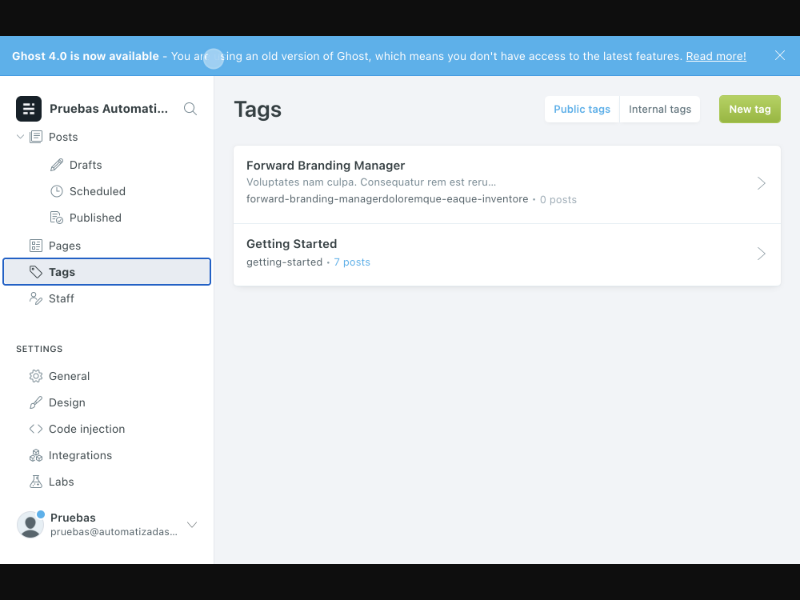 Ghost 4.0 is now available - You are using an old version of Ghost, which means you don't have access to the latest features. Read more!
Pruebas Automati...
Posts
Drafts
Scheduled
Published
Pages
Tags
Staff
SETTINGS
General
Design
Code injection
Integrations
Labs
Pruebas
pruebas@automatizadas...
Tags
Public tags
Internal tags
New tag
Forward Branding Manager
Voluptates nam culpa. Consequatur rem est reru...
forward-branding-managerdoloremque-eaque-inventore • 0 posts
Getting Started
getting-started • 7 posts